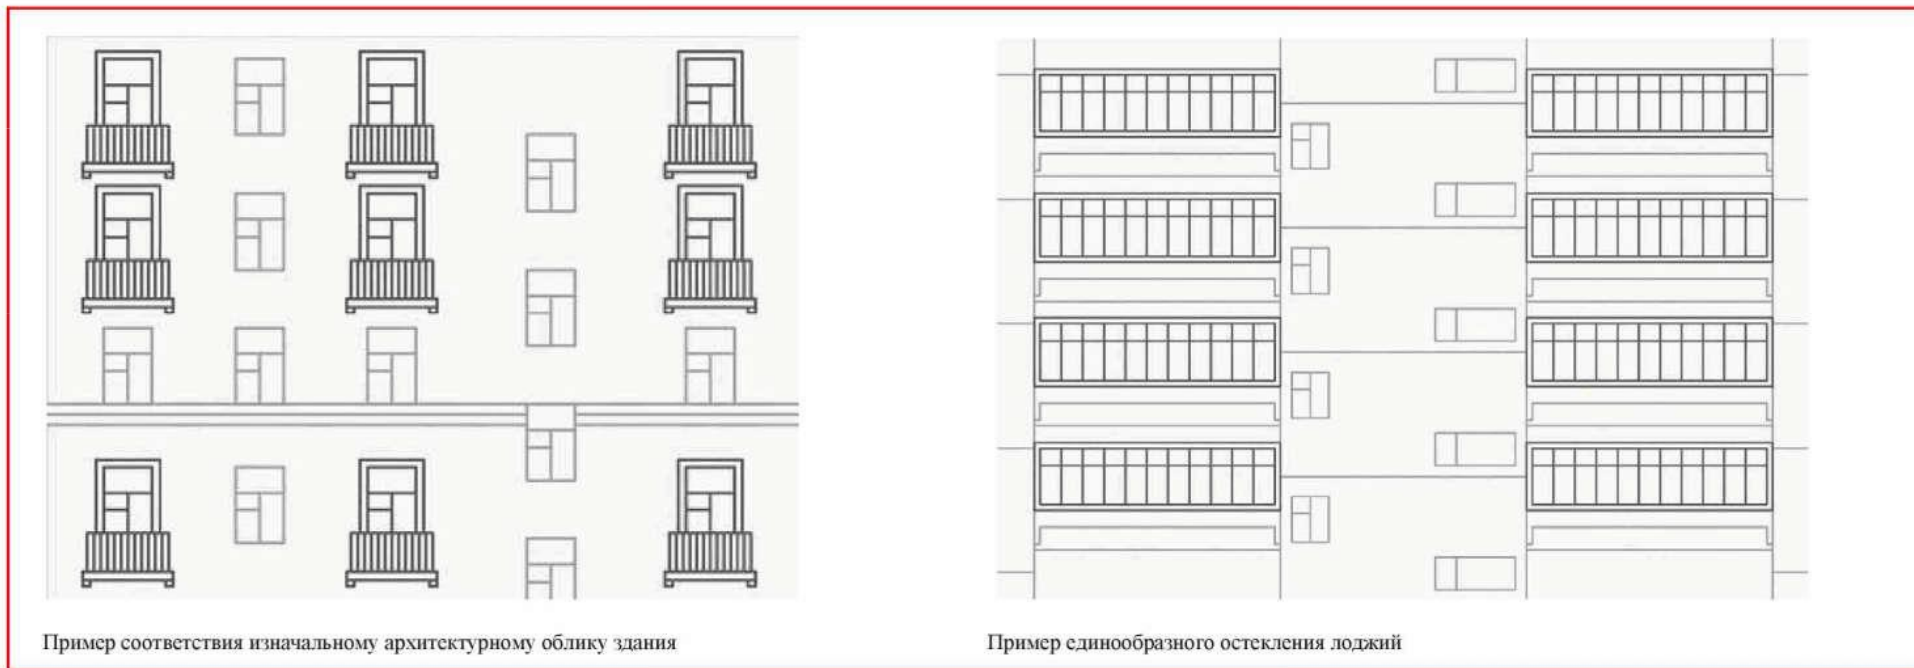 Пример соответствия изначальному архитектурному облику здания
Пример единообразного остекления лоджий